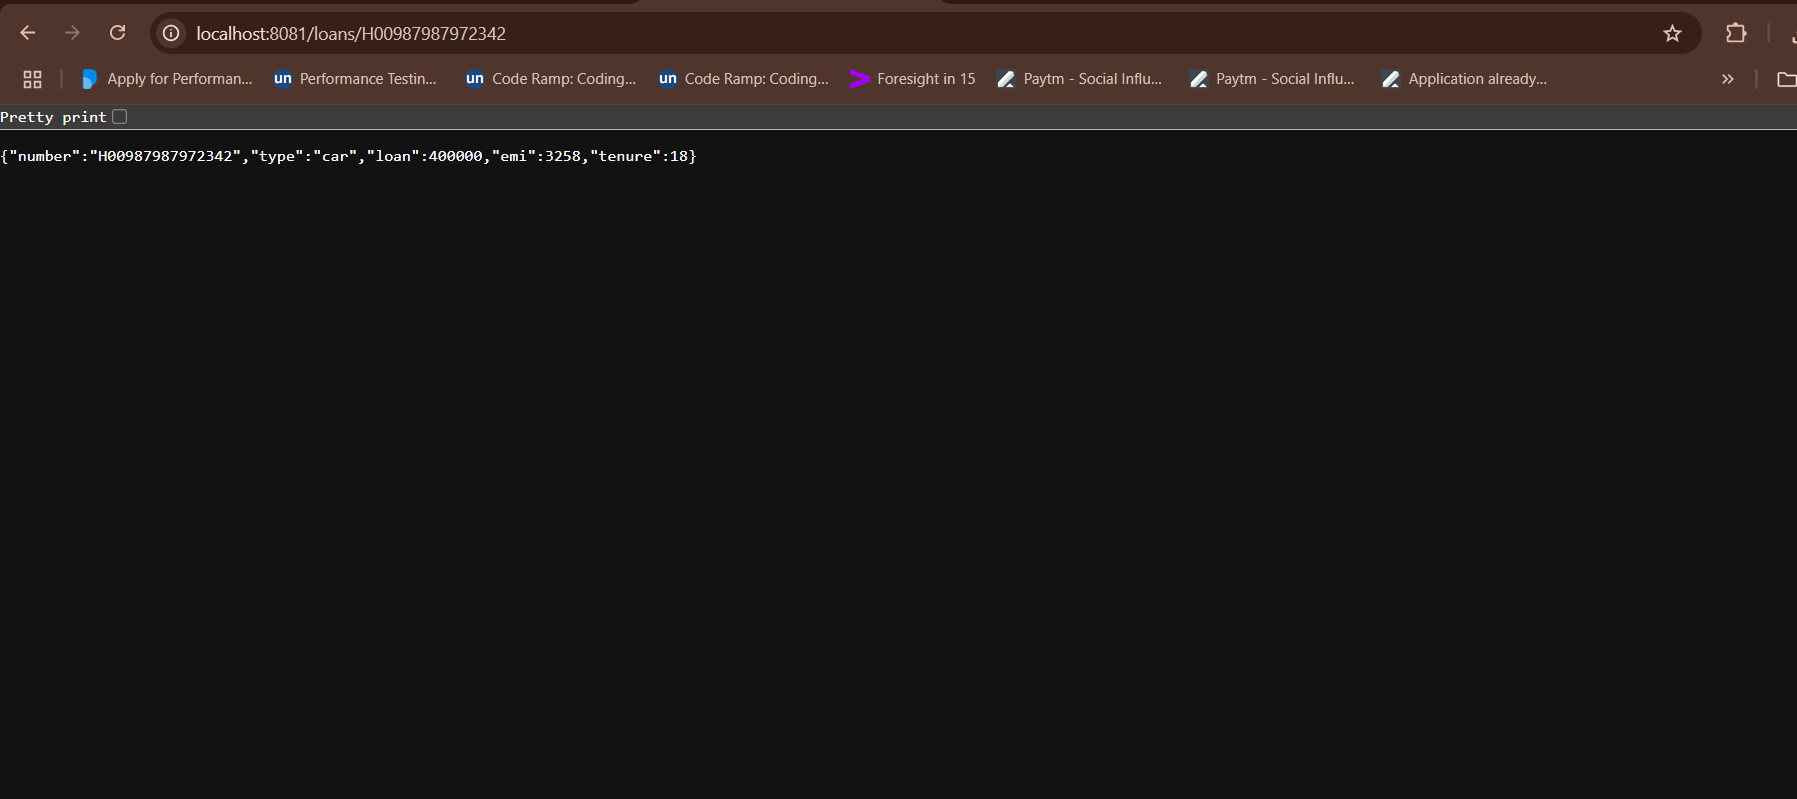 localhost:8081/loans/H00987987972342
Apply for Performan... un Performance Testin... un Code Ramp: Coding... un Code Ramp: Coding... Foresight in 15 Paytm - Social Influ... Paytm - Social Influ... Application already... »
Pretty print
{"number":"H00987987972342","type":"car","loan":400000,"emi":3258,"tenure":18}